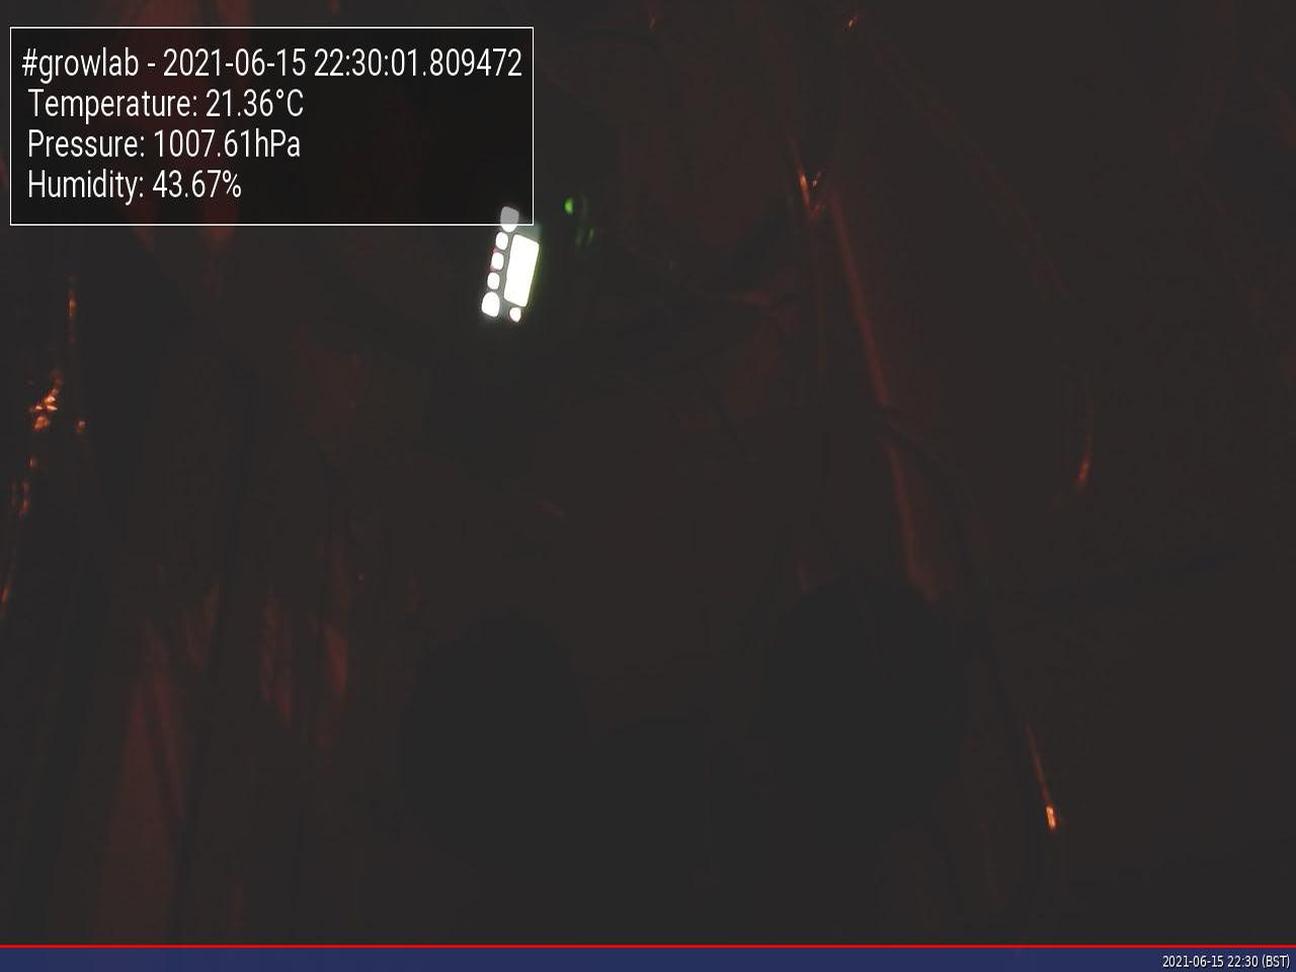 #growlab - 2021-06-15 22:30:01.809472
Temperature: 21.36°C
Pressure: 1007.61hPa
Humidity: 43.67%
2021-06-15 22:30 (BST)